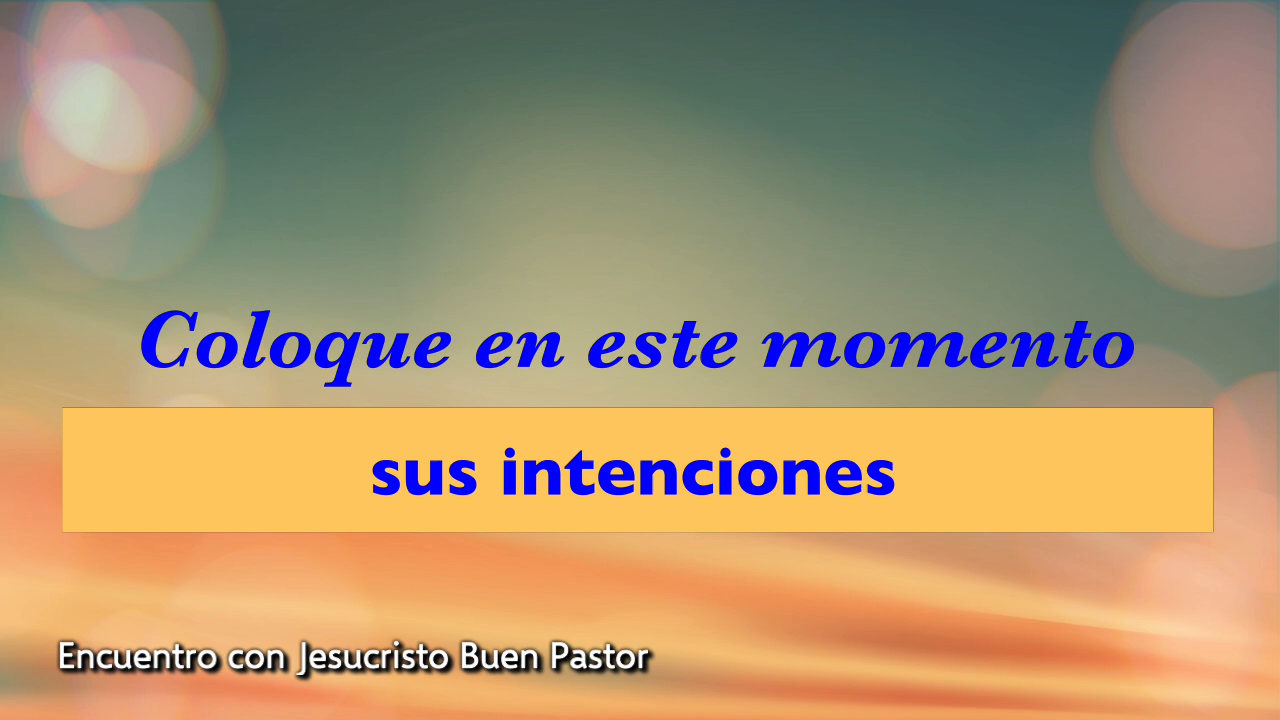 Coloque en este momento
sus intenciones
Encuentro con Jesucristo Buen Pastor